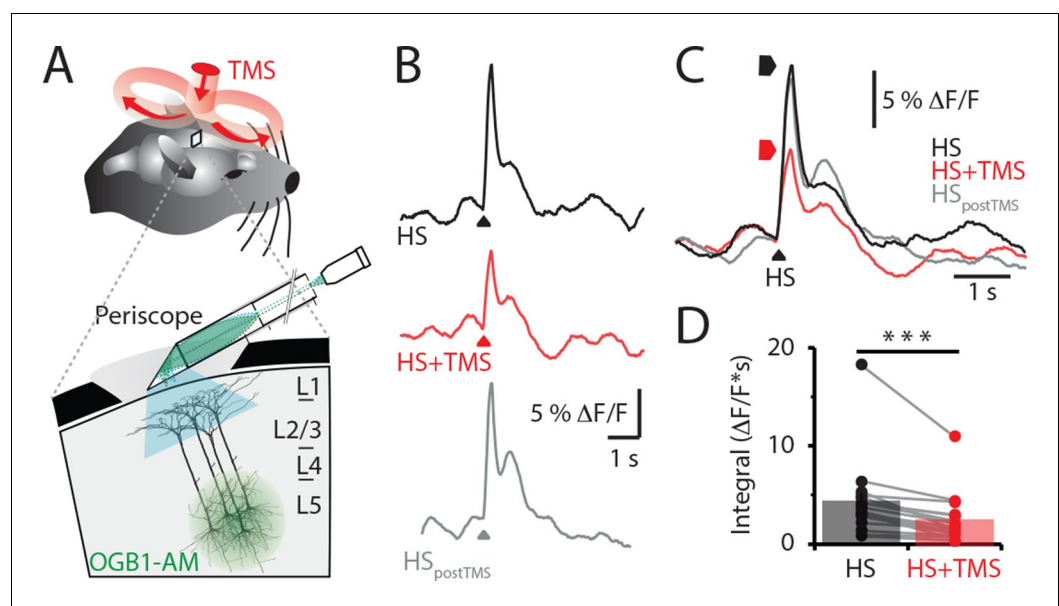 A
TMS
Periscope
L1
L2/3
L4
L5
OGB1-AM
B
HS
HS+TMS
5 % ΔF/F
1 s
HSpostTMS
C
5 % ΔF/F
HS
HS+TMS
HSpostTMS
HS
1 s
D
***
20
10
0
Integral (ΔF/F*s)
HS
HS+TMS